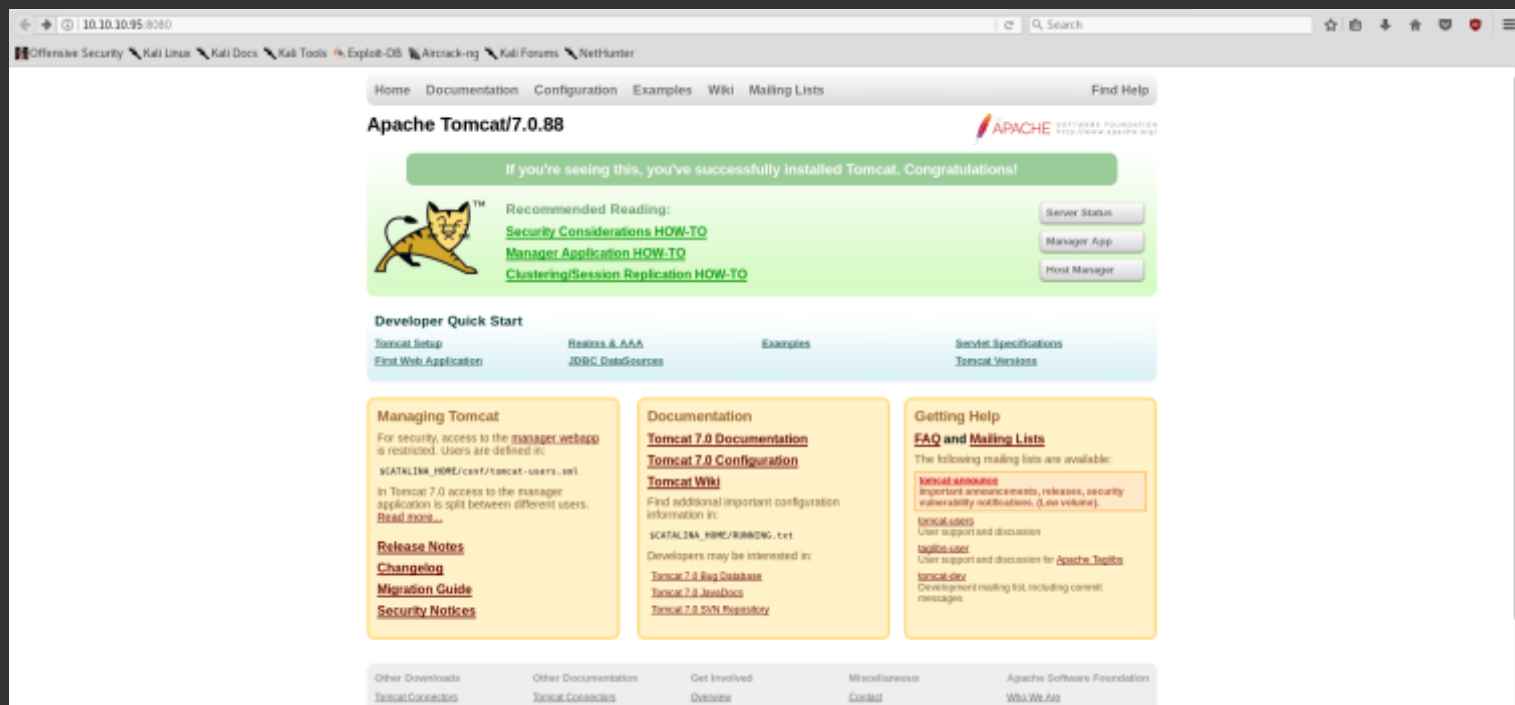 10.10.10.95:8080
Search
Offensive Security Kali Linux Kali Docs Kali Tools Exploit-DB Aircrack-ng Kali Forums NetHunter
Home Documentation Configuration Examples Wiki Mailing Lists Find Help
Apache Tomcat/7.0.88
APACHE SOFTWARE FOUNDATION
http://www.apache.org/
If you're seeing this, you've successfully installed Tomcat. Congratulations!
TM
Recommended Reading:
Security Considerations HOW-TO
Manager Application HOW-TO
Clustering/Session Replication HOW-TO
Server Status
Manager App
Host Manager
Developer Quick Start
Tomcat Setup
First Web Application
Realms & AAA
JDBC DataSources
Examples
Servlet Specifications
Tomcat Versions
Managing Tomcat
For security, access to the manager webapp
is restricted. Users are defined in:
$CATALINA_HOME/conf/tomcat-users.xml
In Tomcat 7.0 access to the manager
application is split between different users.
Read more...
Release Notes
Changelog
Migration Guide
Security Notices
Documentation
Tomcat 7.0 Documentation
Tomcat 7.0 Configuration
Tomcat Wiki
Find additional important configuration
information in:
$CATALINA_HOME/RUNNING.txt
Developers may be interested in:
Tomcat 7.0 Bug Database
Tomcat 7.0 JavaDocs
Tomcat 7.0 SVN Repository
Getting Help
FAQ and Mailing Lists
The following mailing lists are available:
tomcat-announce
Important announcements, releases, security
vulnerability notifications. (Low volume).
tomcat-users
User support and discussion
taglibs-user
User support and discussion for Apache Taglibs
tomcat-dev
Development mailing list, including commit
messages
Other Downloads
Tomcat Connectors
Other Documentation
Tomcat Connectors
Get Involved
Overview
Miscellaneous
Contact
Apache Software Foundation
Who We Are